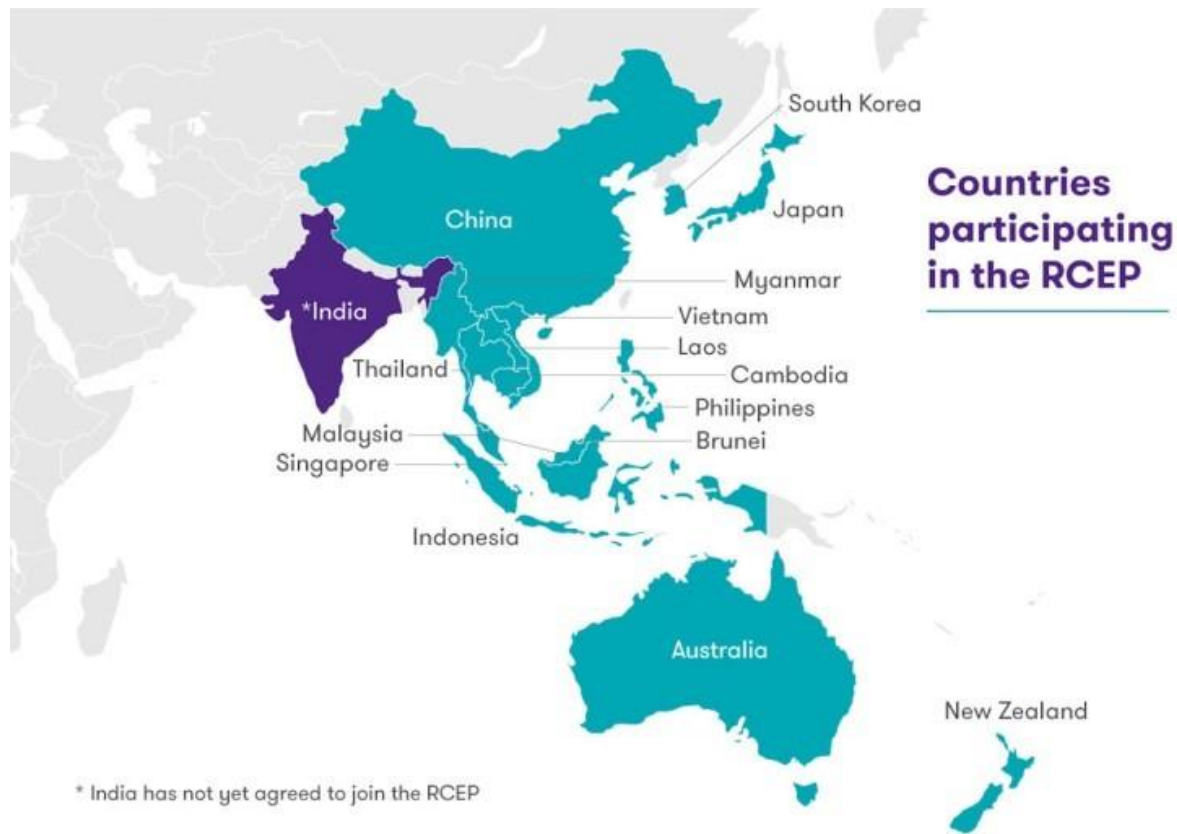 Countries
participating
in the RCEP
South Korea
Japan
China
Myanmar
*India
Vietnam
Laos
Thailand
Cambodia
Philippines
Malaysia
Brunei
Singapore
Indonesia
Australia
New Zealand
* India has not yet agreed to join the RCEP